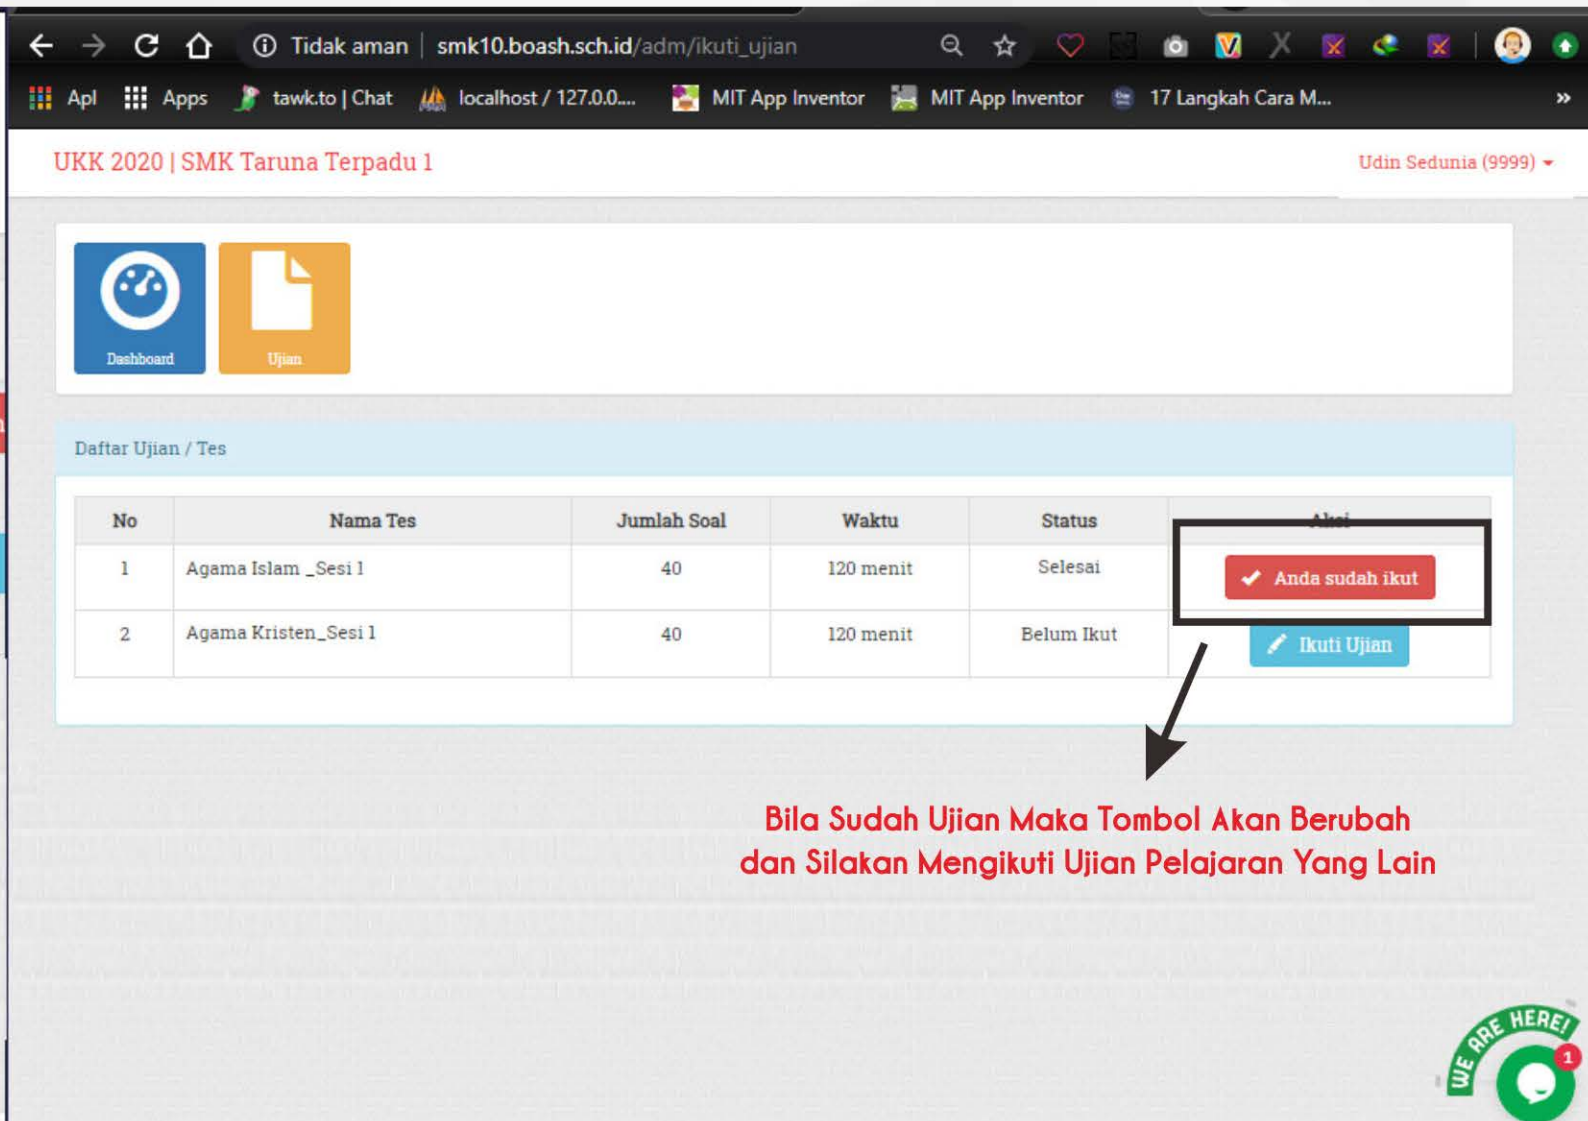 Tidak aman | smk10.boash.sch.id/adm/ikuti_ujian
Apl Apps tawk.to | Chat localhost / 127.0.0.... MIT App Inventor MIT App Inventor 17 Langkah Cara M... »
UKK 2020 | SMK Taruna Terpadu 1
Udin Sedunia (9999)
Dashboard
Ujian
Daftar Ujian / Tes
No Nama Tes Jumlah Soal Waktu Status Aksi
1 Agama Islam _Sesi 1 40 120 menit Selesai Anda sudah ikut
2 Agama Kristen_Sesi 1 40 120 menit Belum Ikut Ikuti Ujian
Bila Sudah Ujian Maka Tombol Akan Berubah
dan Silakan Mengikuti Ujian Pelajaran Yang Lain
WE ARE HERE!
1